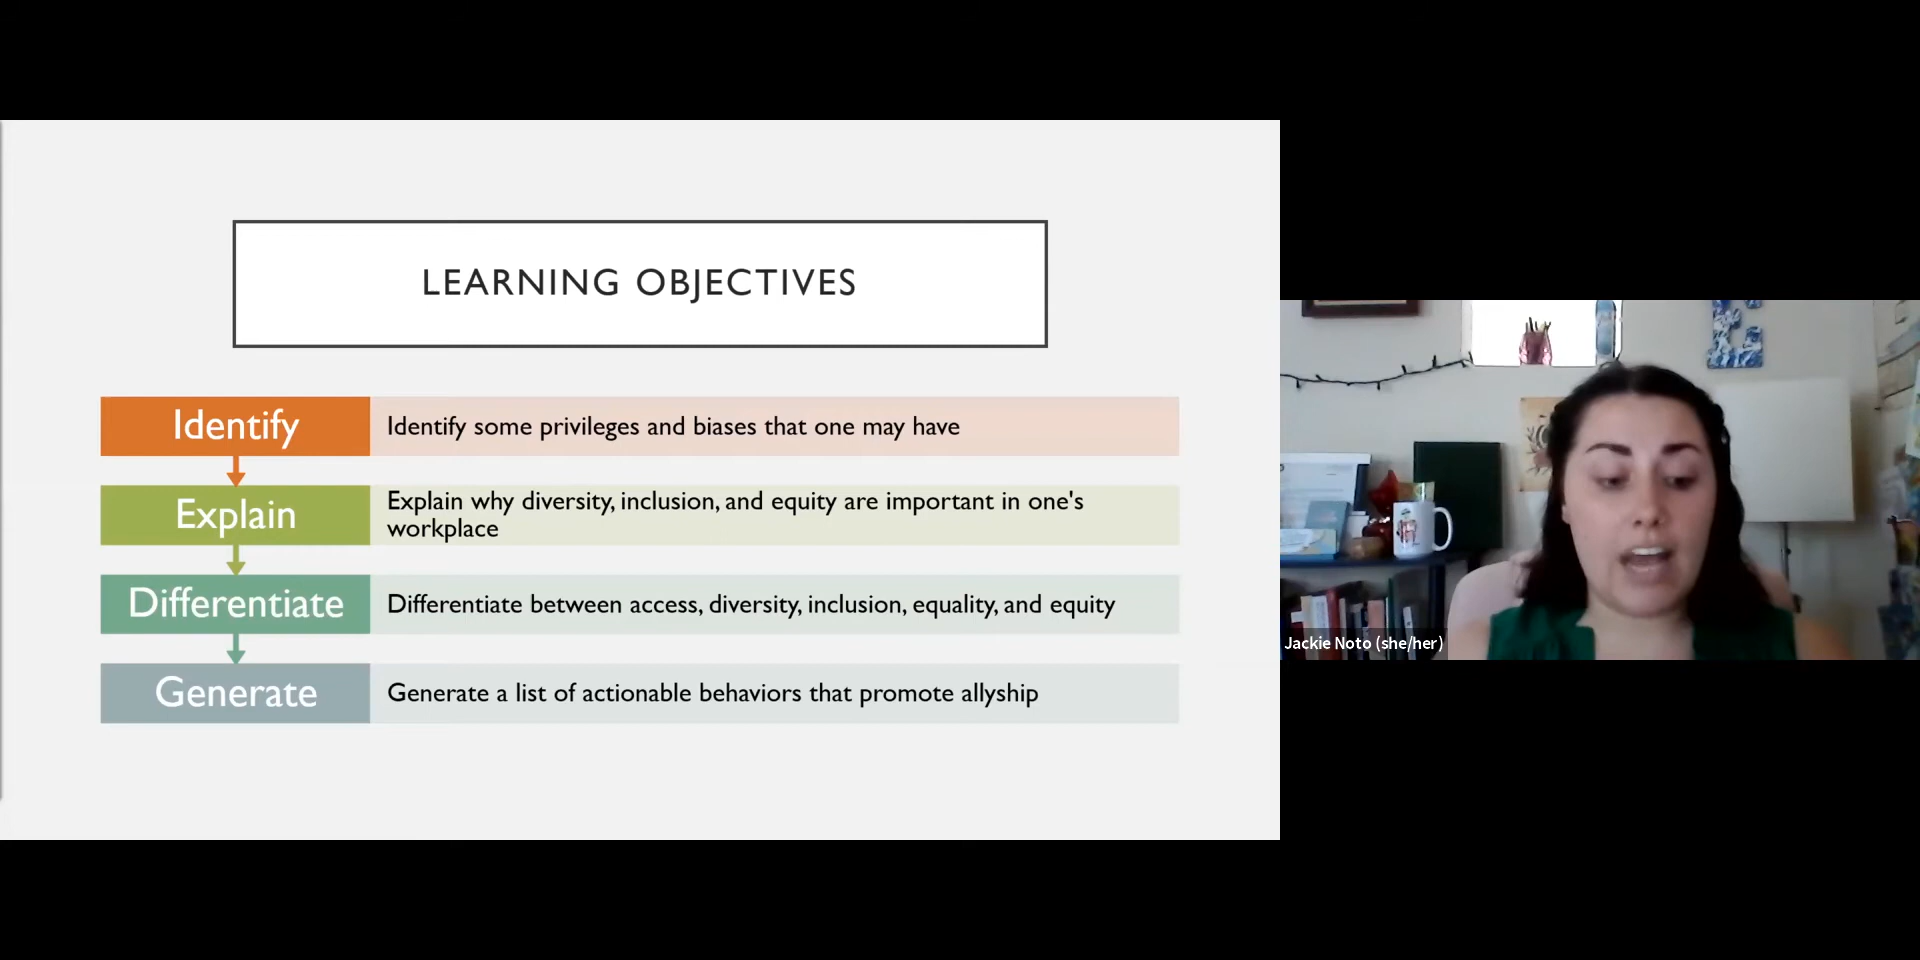 LEARNING OBJECTIVES
Identify
Identify some privileges and biases that one may have
Explain
Explain why diversity, inclusion, and equity are important in one's
workplace
Differentiate
Differentiate between access, diversity, inclusion, equality, and equity
Generate
Generate a list of actionable behaviors that promote allyship
Jackie Noto (she/her)